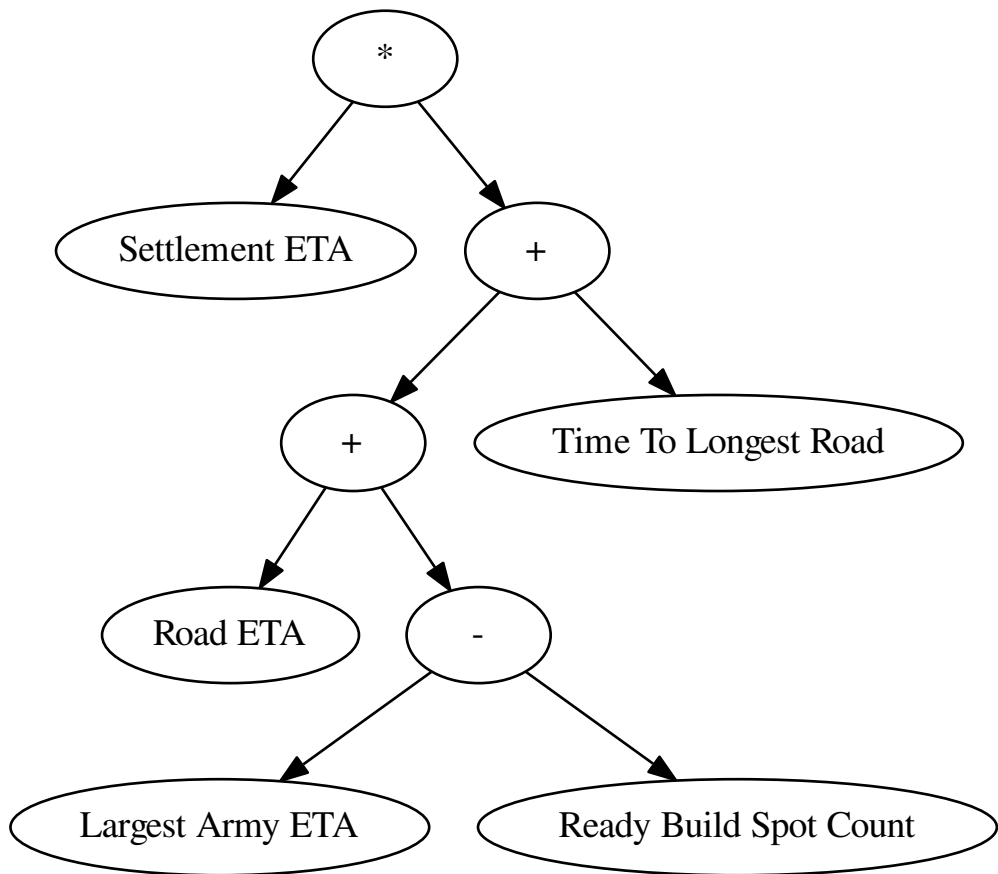 *
Settlement ETA
+
+
Time To Longest Road
Road ETA
-
Largest Army ETA
Ready Build Spot Count